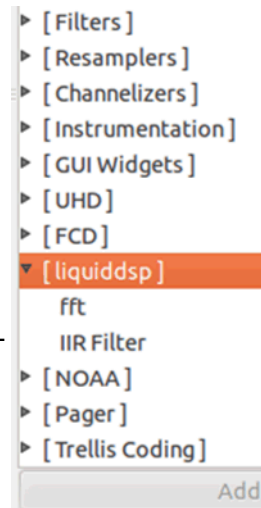 [ Filters ]
[ Resamplers ]
[ Channelizers ]
[ Instrumentation ]
[ GUI Widgets ]
[ UHD ]
[ FCD ]
[ liquiddsp ]
fft
IIR Filter
[ NOAA ]
[ Pager ]
[ Trellis Coding ]
Add